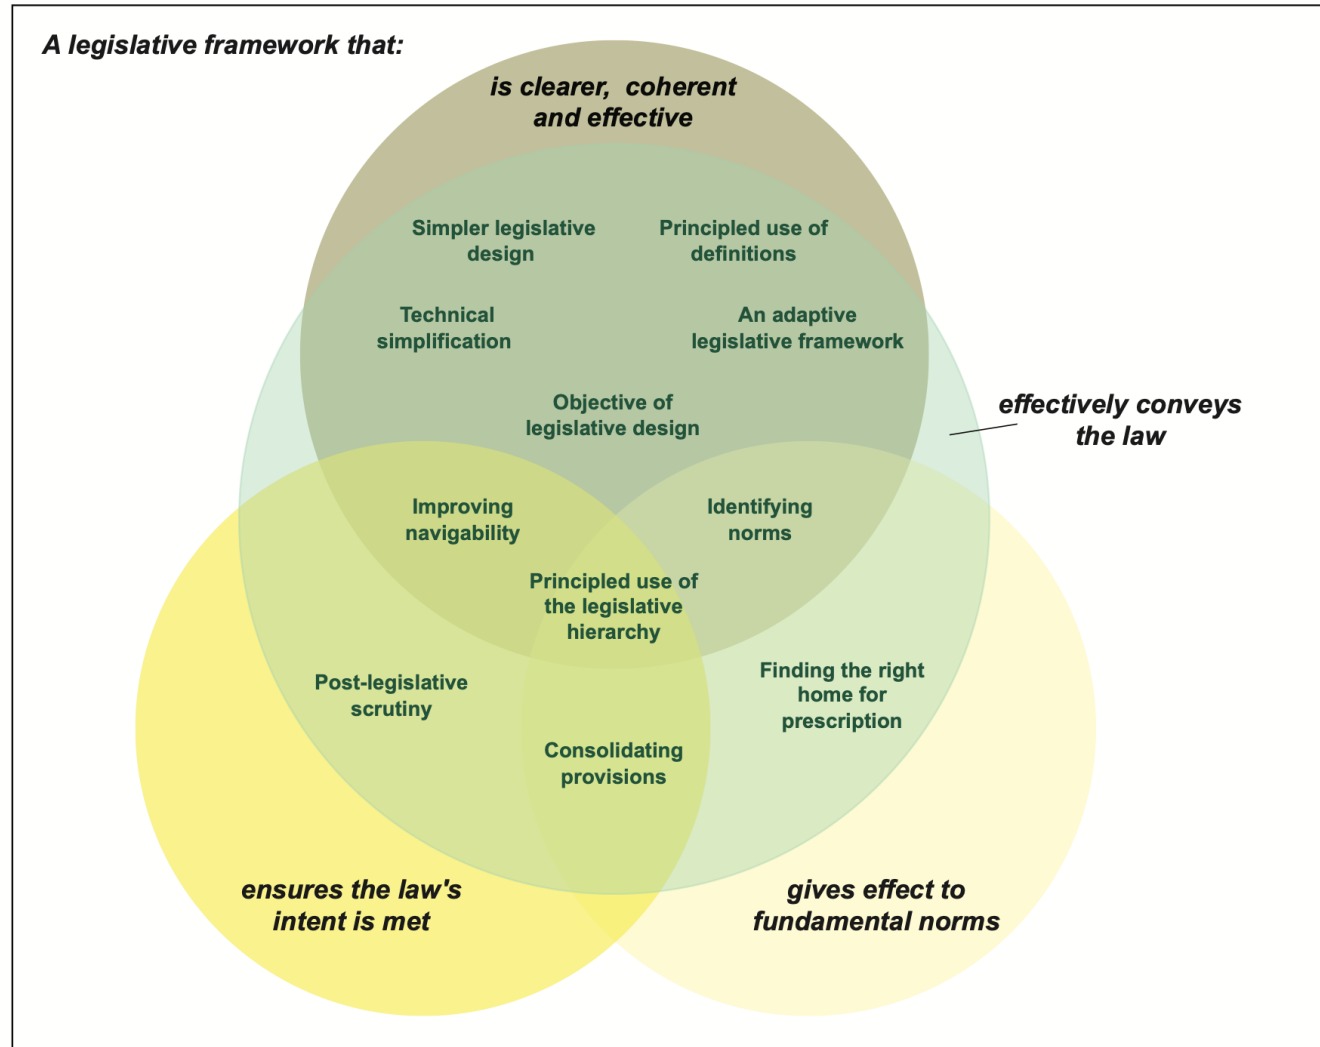 A legislative framework that:
is clearer, coherent
and effective
Simpler legislative
design
Principled use of
definitions
Technical
simplification
An adaptive
legislative framework
Objective of
legislative design
effectively conveys
the law
Improving
navigability
Identifying
norms
Principled use of
the legislative
hierarchy
Post-legislative
scrutiny
Finding the right
home for
prescription
Consolidating
provisions
ensures the law's
intent is met
gives effect to
fundamental norms